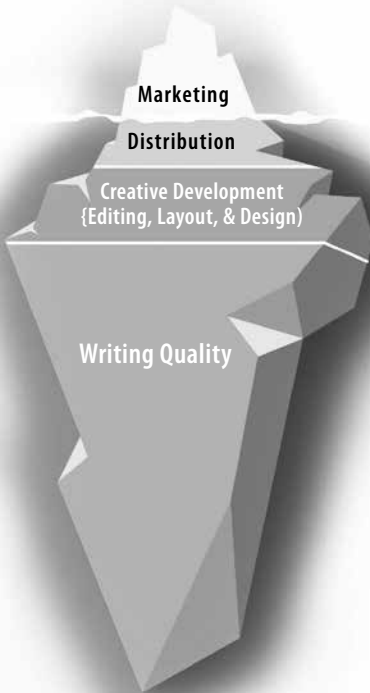 Marketing
Distribution
Creative Development
{Editing, Layout, & Design)
Writing Quality